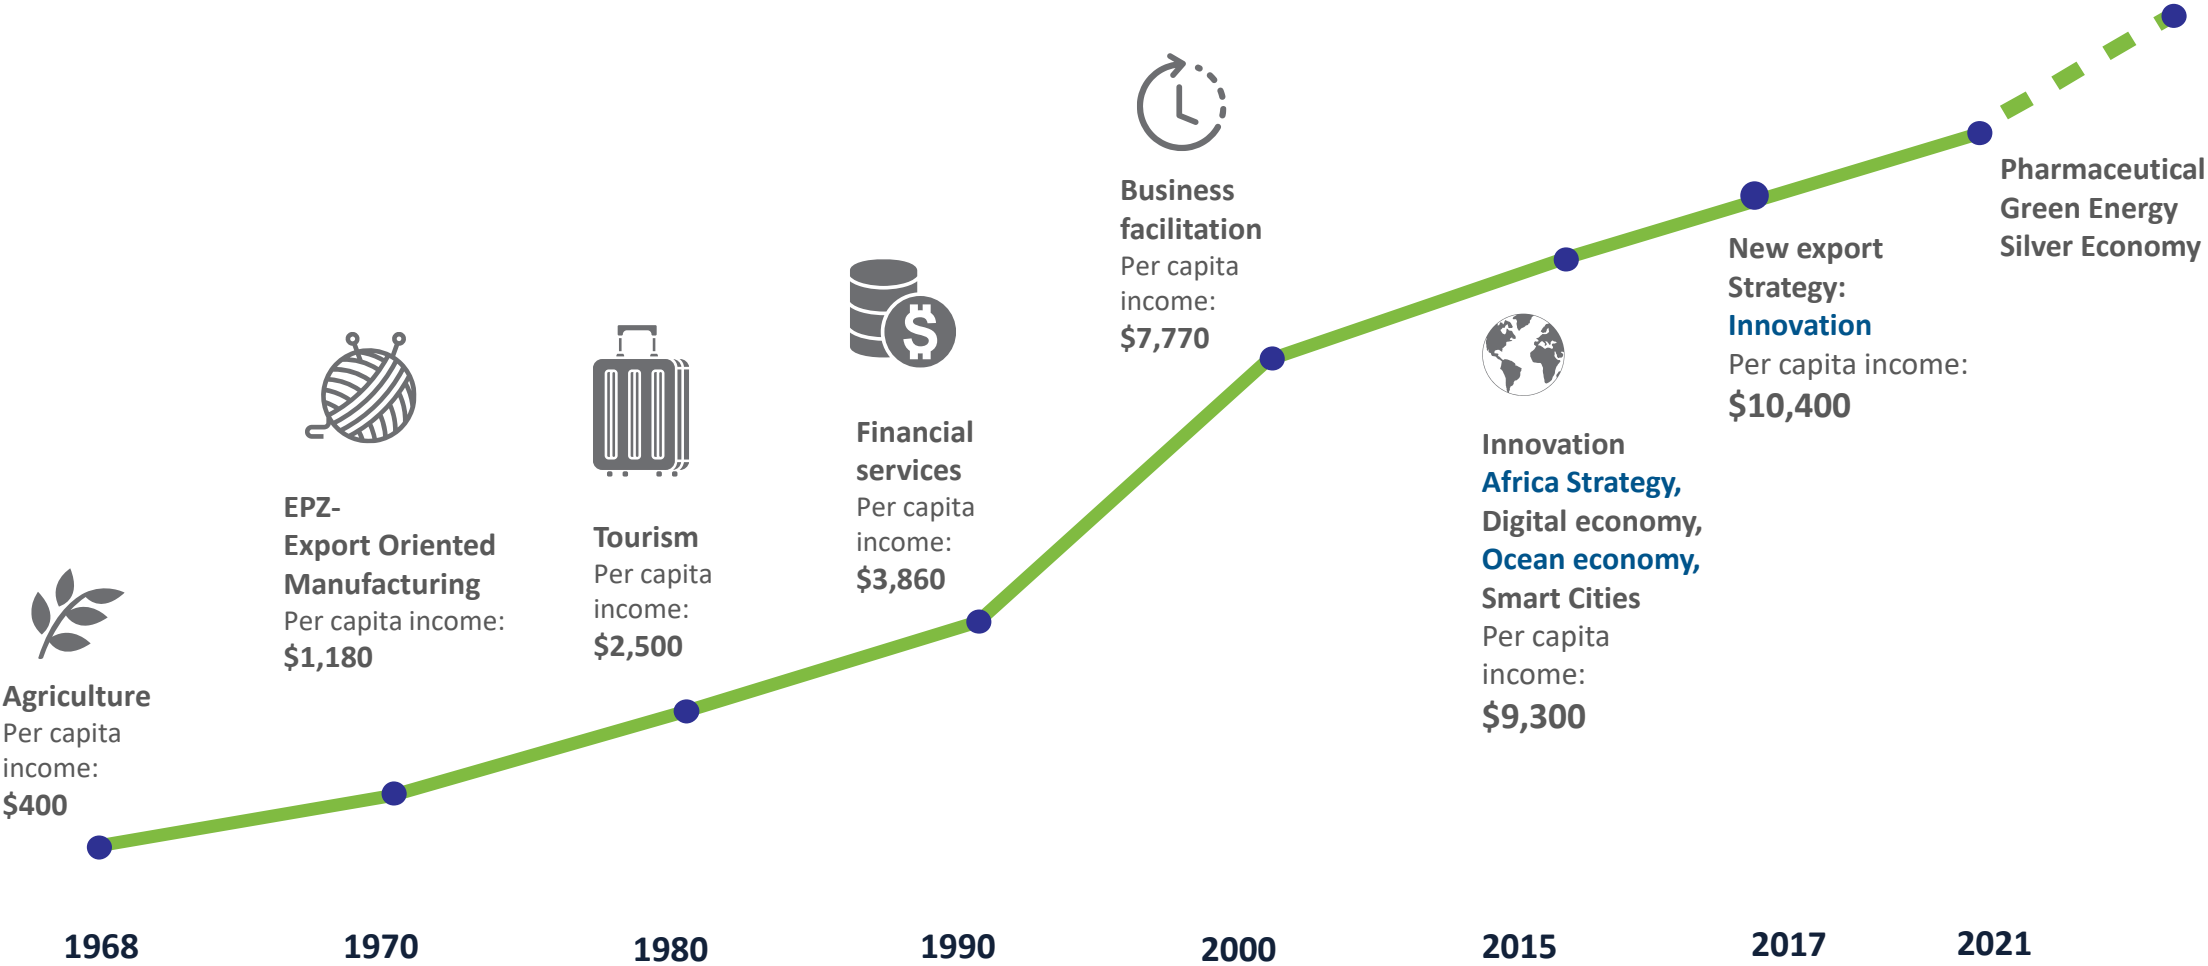 Agriculture
Per capita
income:
$400
EPZ-
Export Oriented
Manufacturing
Per capita income:
$1,180
Tourism
Per capita
income:
$2,500
Financial
services
Per capita
income:
$3,860
$
Business
facilitation
Per capita
income:
$7,770
Innovation
Africa Strategy,
Digital economy,
Ocean economy,
Smart Cities
Per capita
income:
$9,300
New export
Strategy:
Innovation
Per capita income:
$10,400
Pharmaceutical
Green Energy
Silver Economy
1968
1970
1980
1990
2000
2015
2017
2021